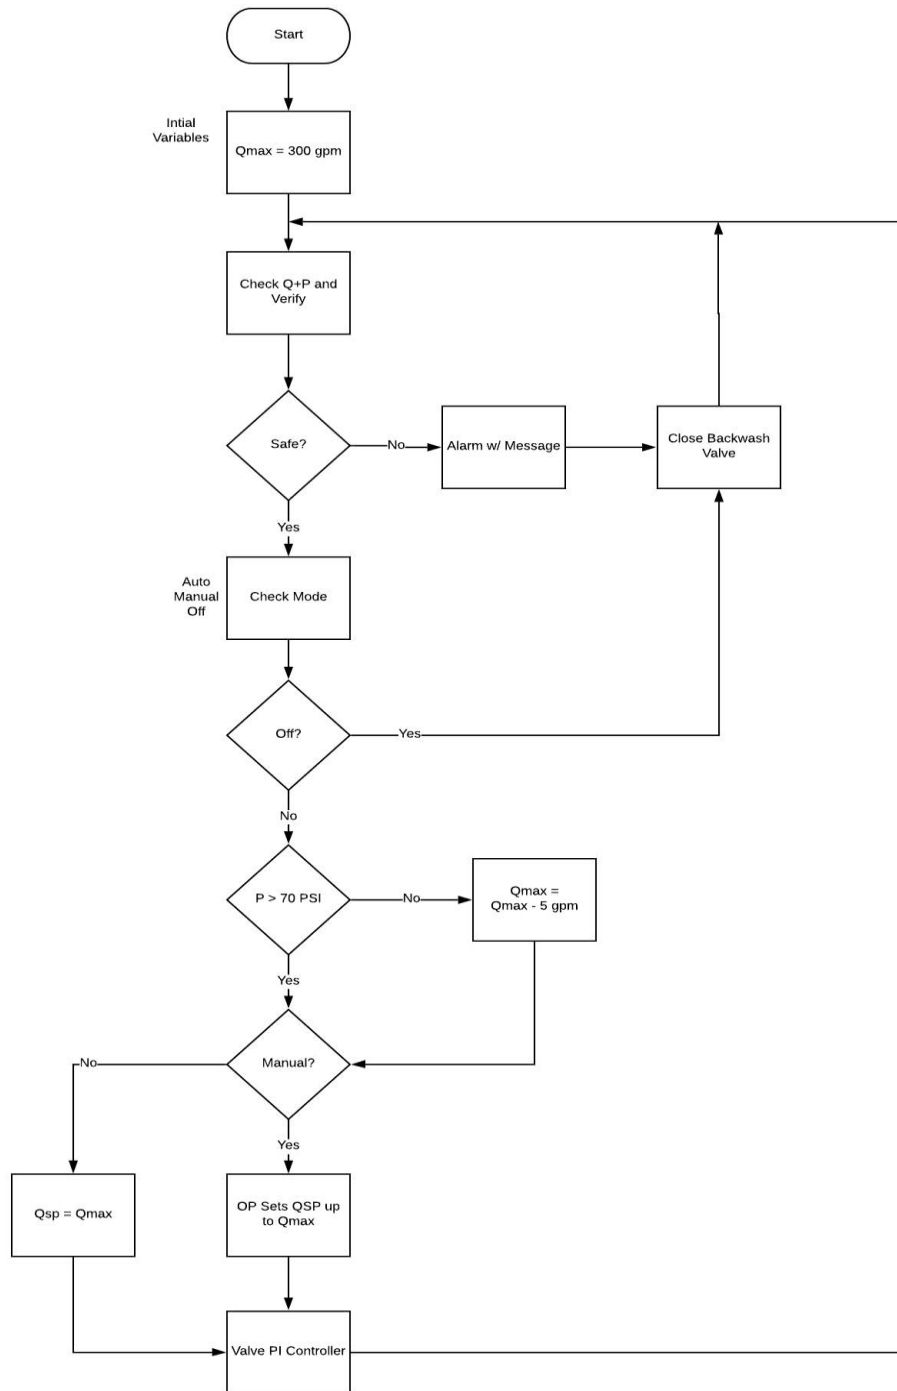 Start
Intial
Variables
Qmax = 300 gpm
Check Q+P and
Verify
Safe?
No
Alarm w/ Message
Close Backwash
Valve
Yes
Auto
Manual
Off
Check Mode
Off?
Yes
No
P > 70 PSI
No
Qmax =
Qmax - 5 gpm
Yes
Manual?
No
Yes
Qsp = Qmax
OP Sets QSP up
to Qmax
Valve PI Controller